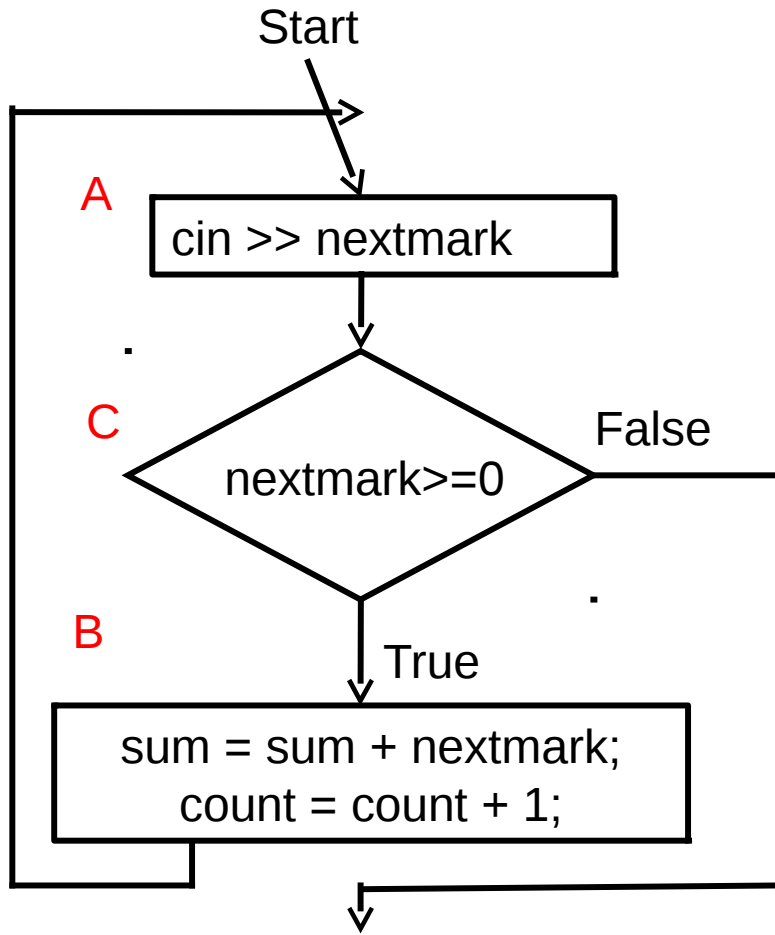 Start
A
cin >> nextmark
C
False
nextmark>=0
B
True
sum = sum + nextmark;
count = count + 1;